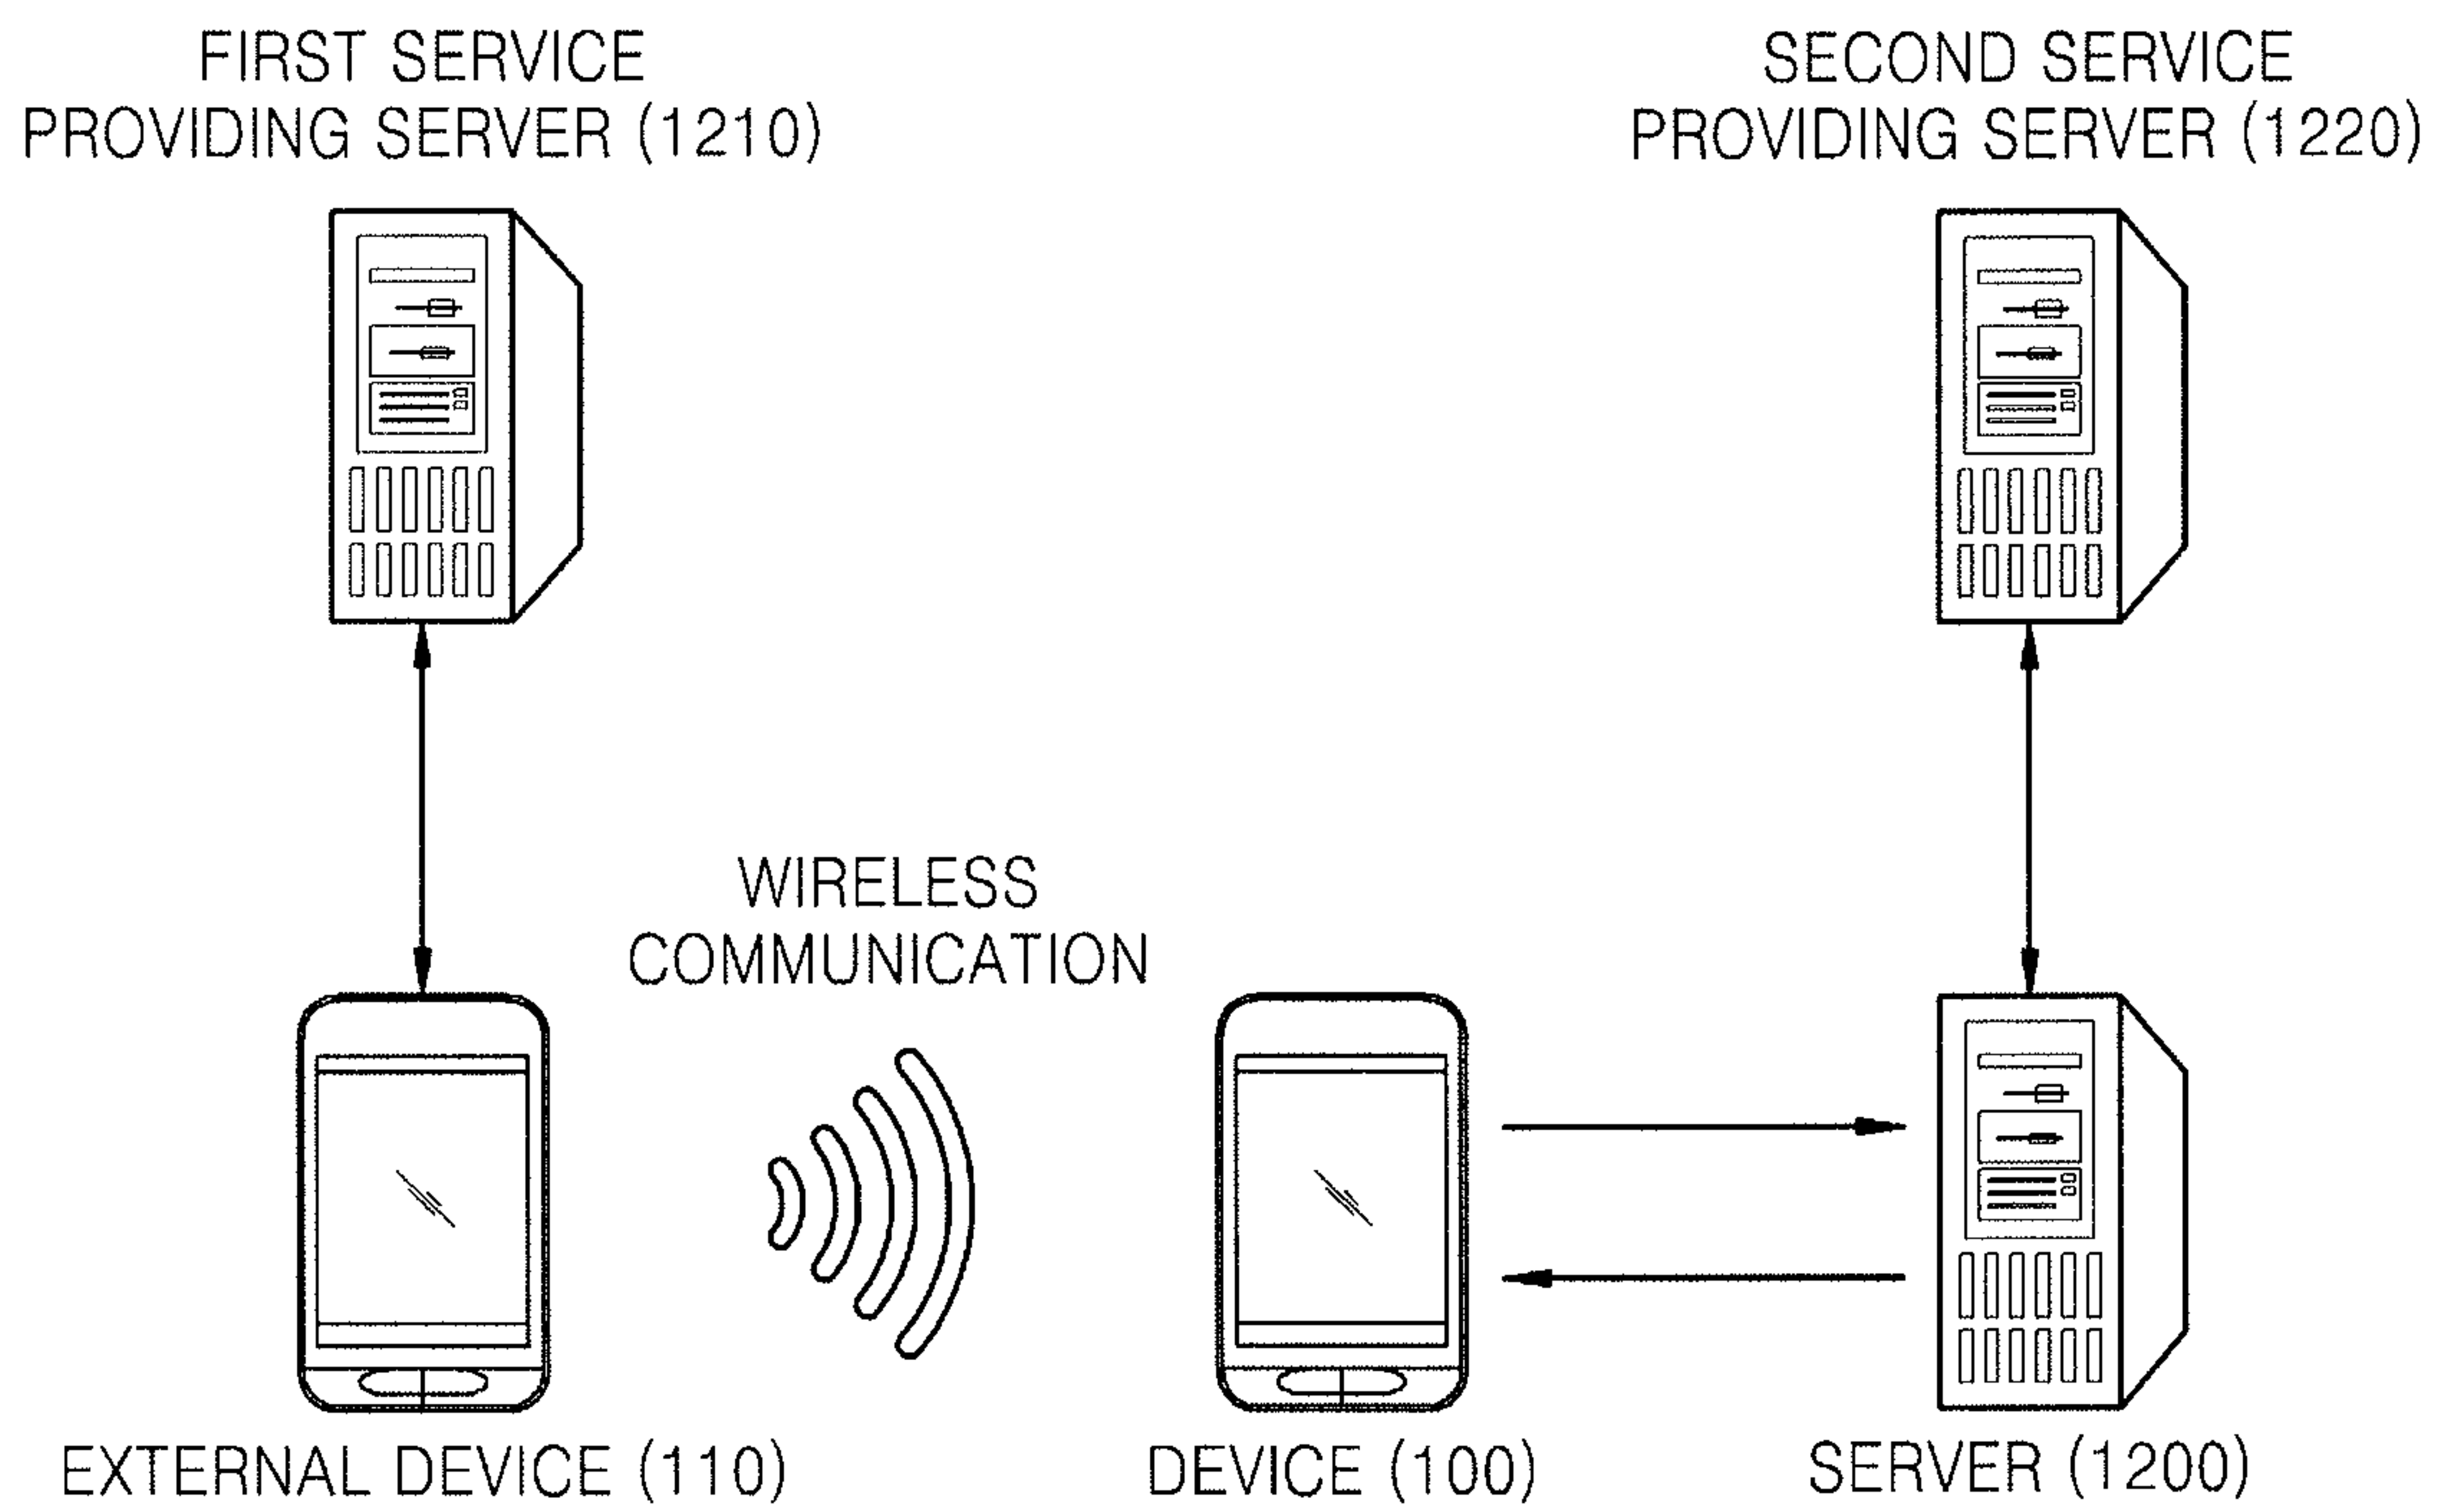 FIRST SERVICE
PROVIDING SERVER (1210)
SECOND SERVICE
PROVIDING SERVER (1220)
WIRELESS
COMMUNICATION
EXTERNAL DEVICE (110)
DEVICE (100)
SERVER (1200)